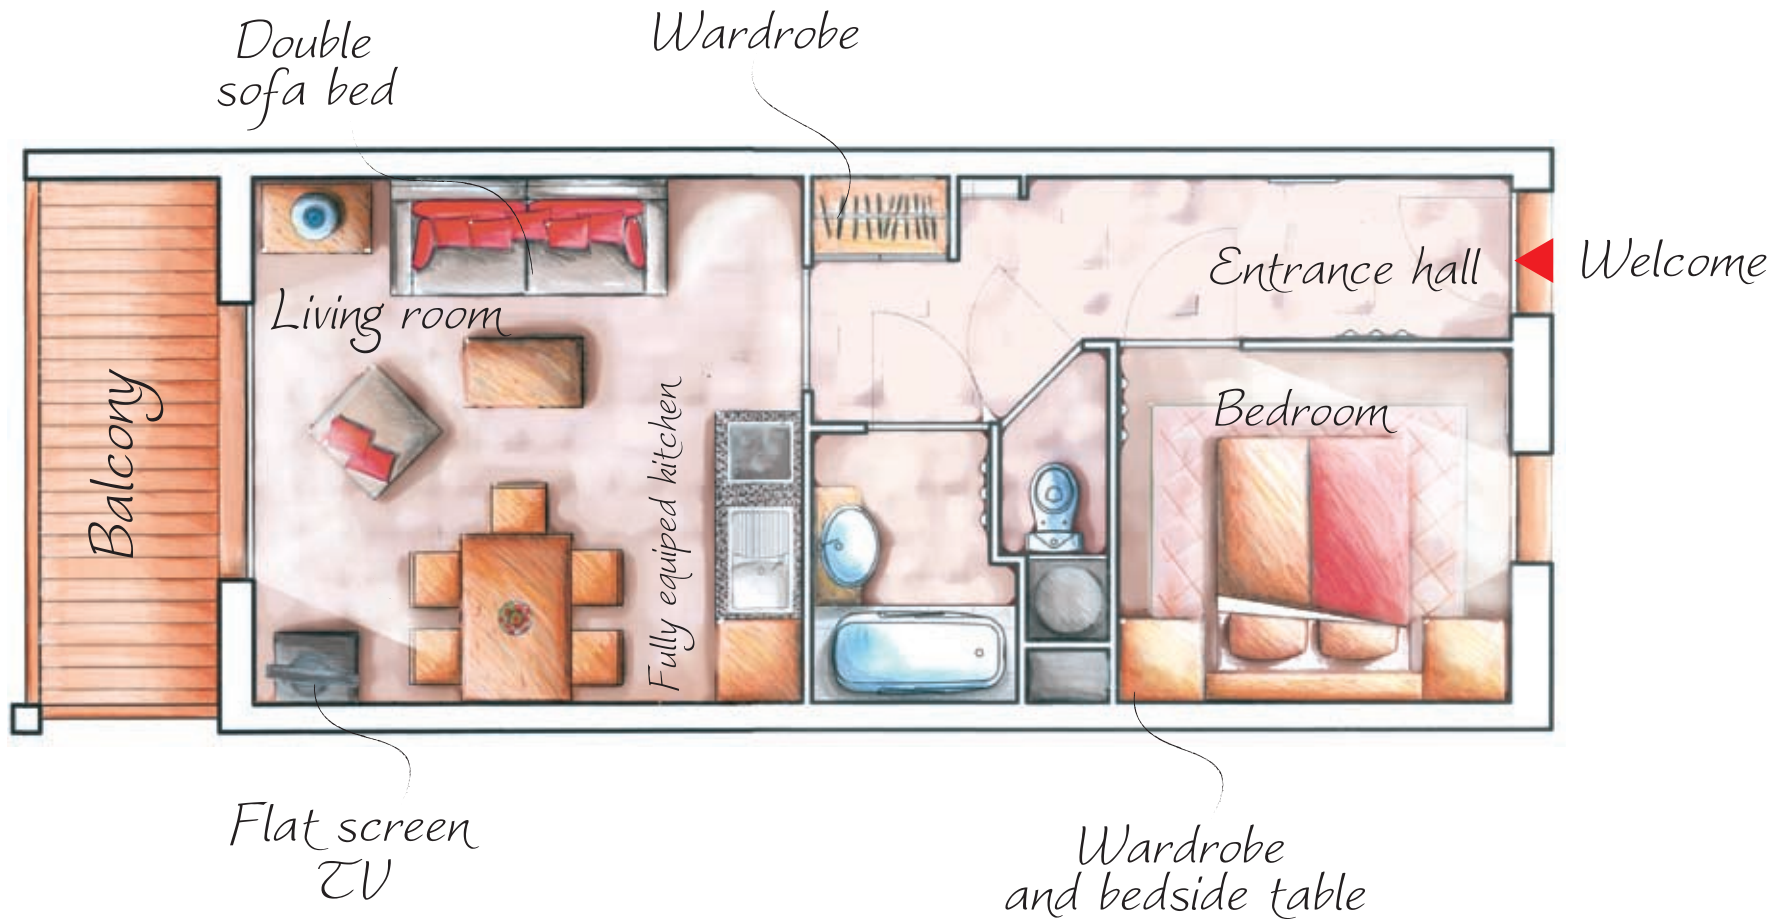 Double
sofa bed
Wardrobe
Entrance hall
Welcome
Living room
Balcony
Fully equiped kitchen
Bedroom
Flat screen
TV
Wardrobe
and bedside table